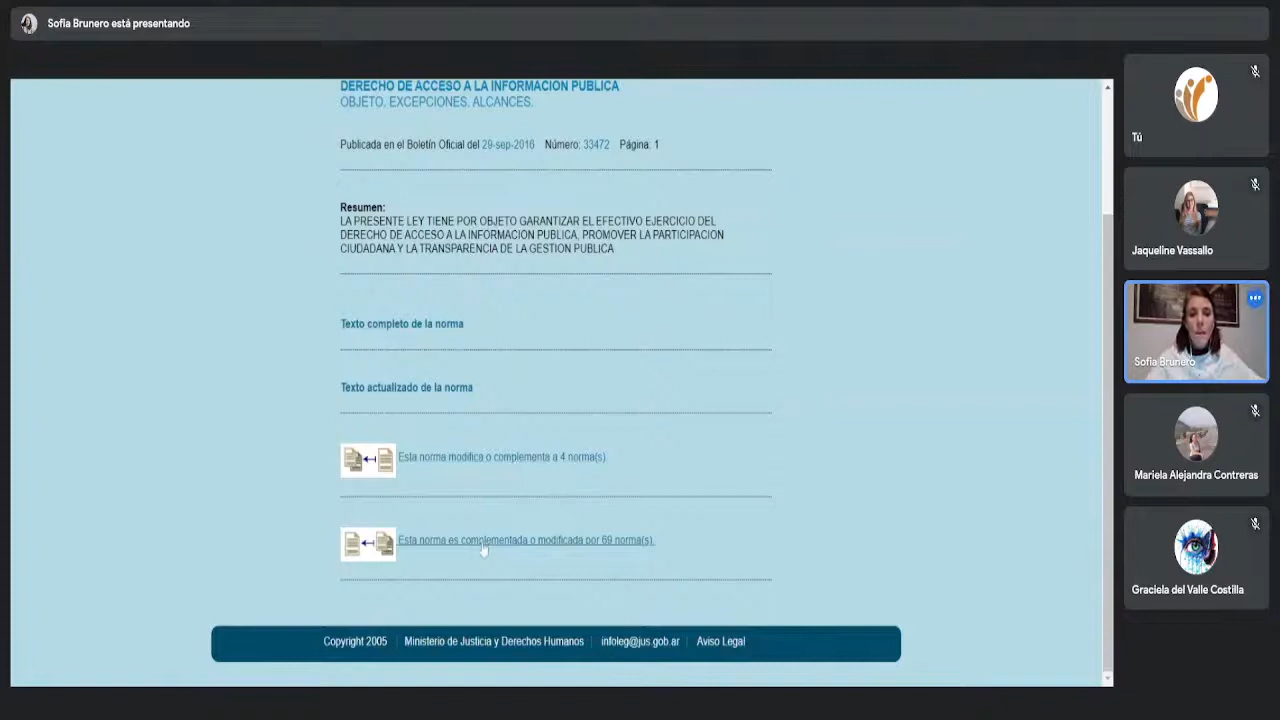 Sofia Brunero está presentando
DERECHO DE ACCESO A LA INFORMACION PUBLICA
OBJETO. EXCEPCIONES. ALCANCES.
Publicada en el Boletín Oficial del 29-sep-2016 Número: 33472 Página: 1
Resumen:
LA PRESENTE LEY TIENE POR OBJETO GARANTIZAR EL EFECTIVO EJERCICIO DEL
DERECHO DE ACCESO A LA INFORMACION PUBLICA, PROMOVER LA PARTICIPACION
CIUDADANA Y LA TRANSPARENCIA DE LA GESTION PUBLICA
Texto completo de la norma
Texto actualizado de la norma
Esta norma modifica o complementa a 4 norma(s).
Esta norma es complementada o modificada por 69 norma(s).
Copyright 2005 | Ministerio de Justicia y Derechos Humanos | infoleg@jus.gob.ar | Aviso Legal
Tú
Jaqueline Vassallo
Sofia Brunero
Mariela Alejandra Contreras
Graciela del Valle Costilla